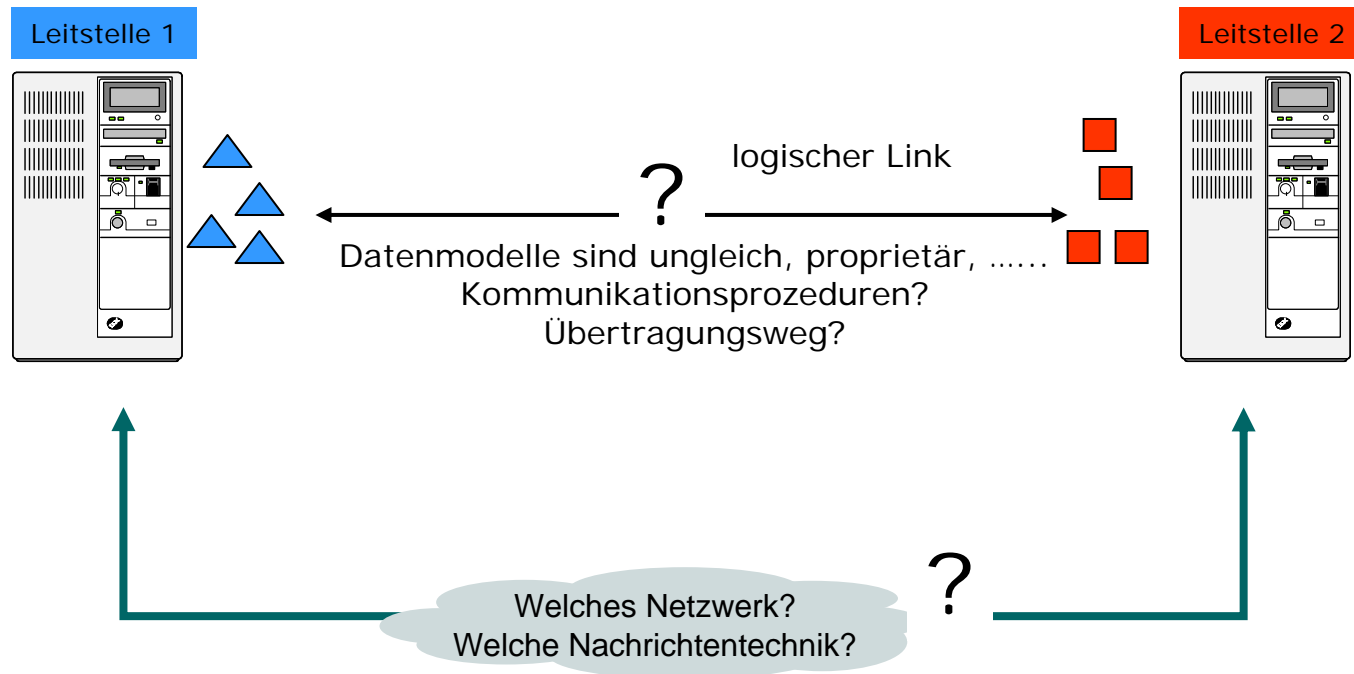 Leitstelle 1
Leitstelle 2
logischer Link
?
Datenmodelle sind ungleich, proprietär, ......
Kommunikationsprozeduren?
Übertragungsweg?
?
Welches Netzwerk?
Welche Nachrichtentechnik?